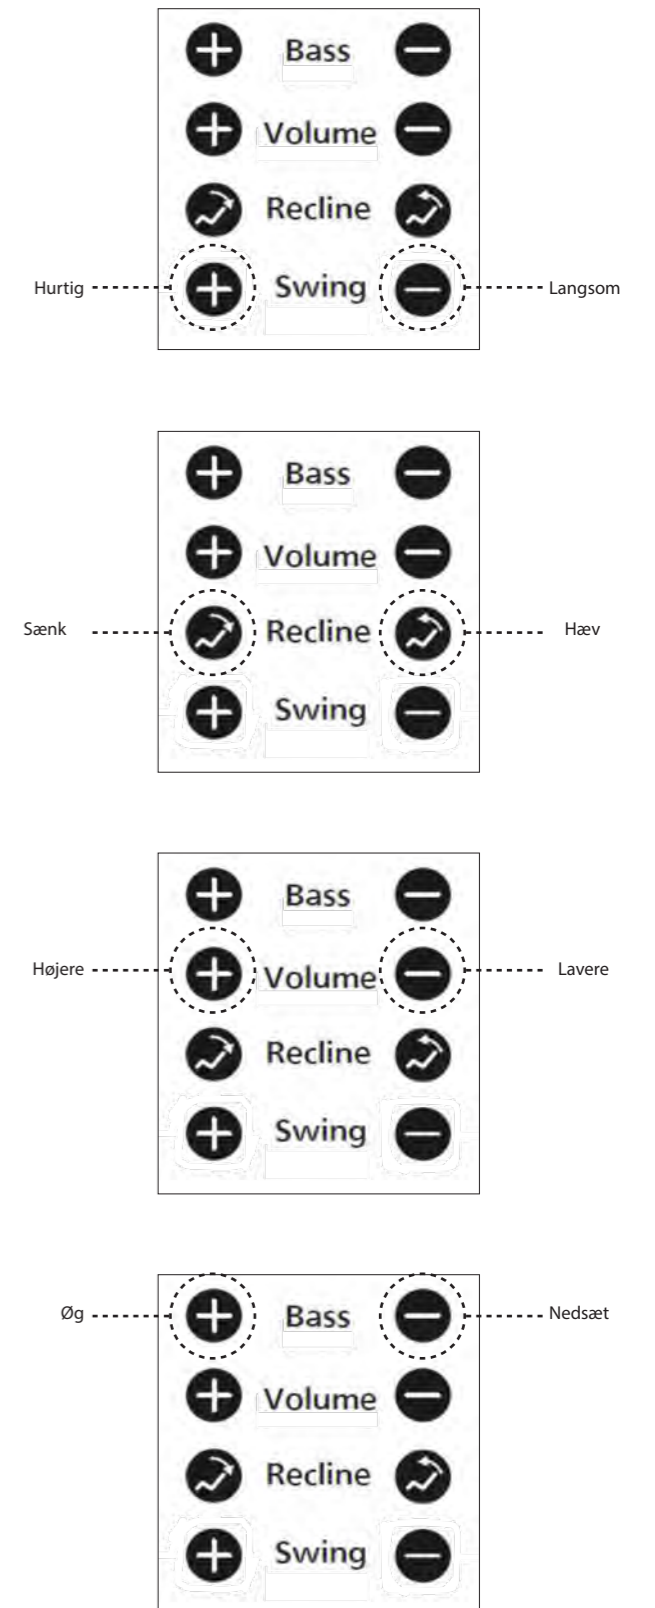 Bass
Volume
Recline
Hurtig Swing Langsom
Bass
Volume
Sænk Recline Hæv
Swing
Bass
Højere Volume Lavere
Recline
Swing
Øg Bass Nedsæt
Volume
Recline
Swing